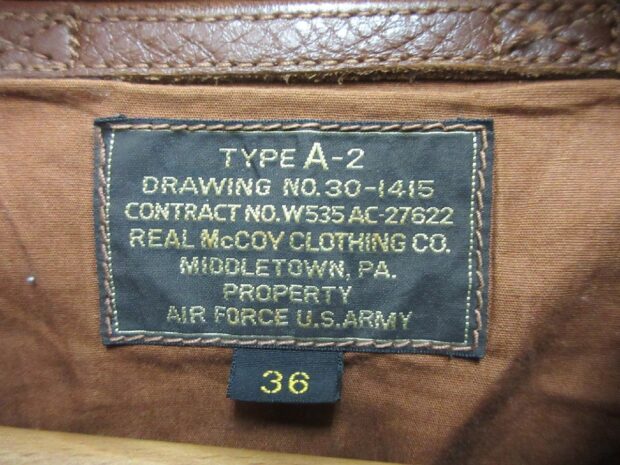 TYPE A-2
DRAWING NO. 30-1415
CONTRACT NO. W535 AC-27622
REAL McCOY CLOTHING CO.
MIDDLETOWN, PA.
PROPERTY
AIR FORCE U.S. ARMY
36